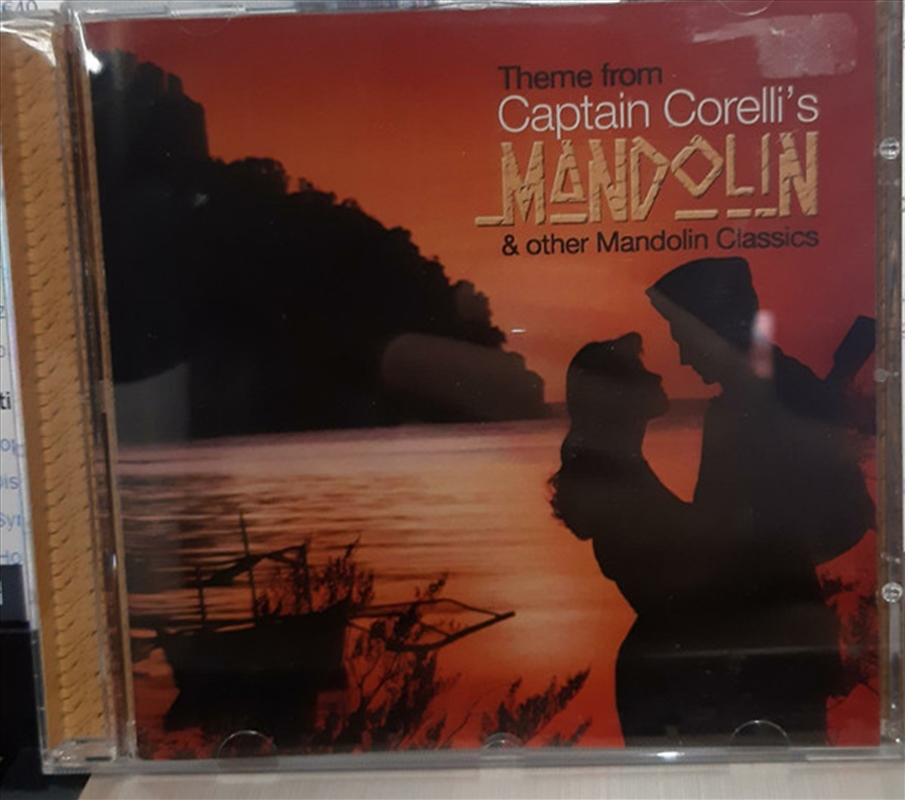 Theme from
Captain Corelli's
MANDOLIN
& other Mandolin Classics